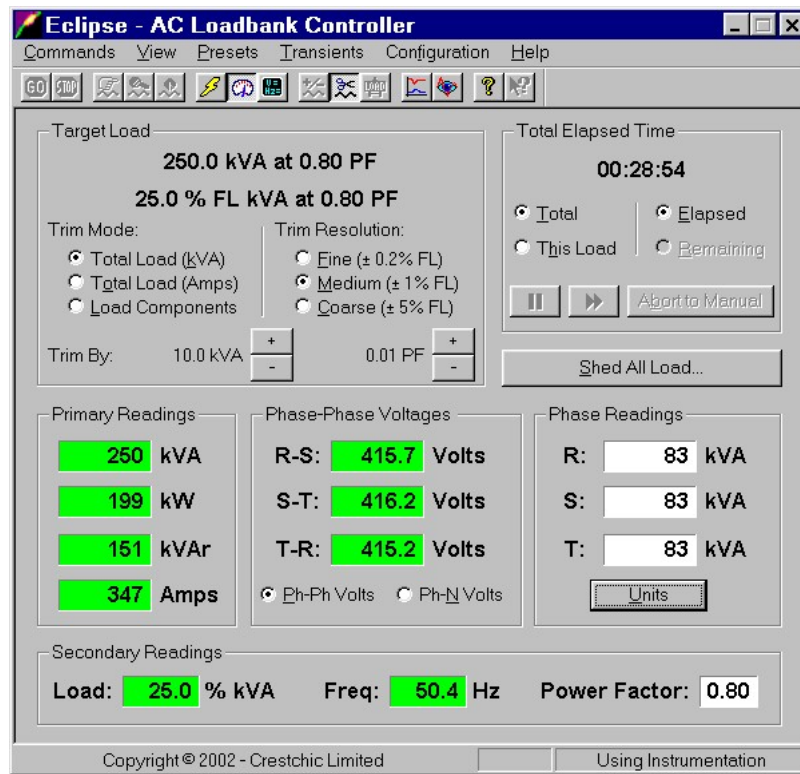 Eclipse - AC Loadbank Controller
Commands View Presets Transients Configuration Help
GO STOP
Target Load
250.0 kVA at 0.80 PF
25.0 % FL kVA at 0.80 PF
Trim Mode:
Total Load (kVA)
Total Load (Amps)
Load Components
Trim Resolution:
Fine (± 0.2% FL)
Medium (± 1% FL)
Coarse (± 5% FL)
Trim By: 10.0 kVA + - 0.01 PF + -
Total Elapsed Time
00:28:54
Total Elapsed
This Load Remaining
Abort to Manual
Shed All Load...
Primary Readings
250 kVA
199 kW
151 kVAr
347 Amps
Phase-Phase Voltages
R-S: 415.7 Volts
S-T: 416.2 Volts
T-R: 415.2 Volts
Ph-Ph Volts Ph-N Volts
Phase Readings
R: 83 kVA
S: 83 kVA
T: 83 kVA
Units
Secondary Readings
Load: 25.0 % kVA Freq: 50.4 Hz Power Factor: 0.80
Copyright © 2002 - Crestchic Limited Using Instrumentation